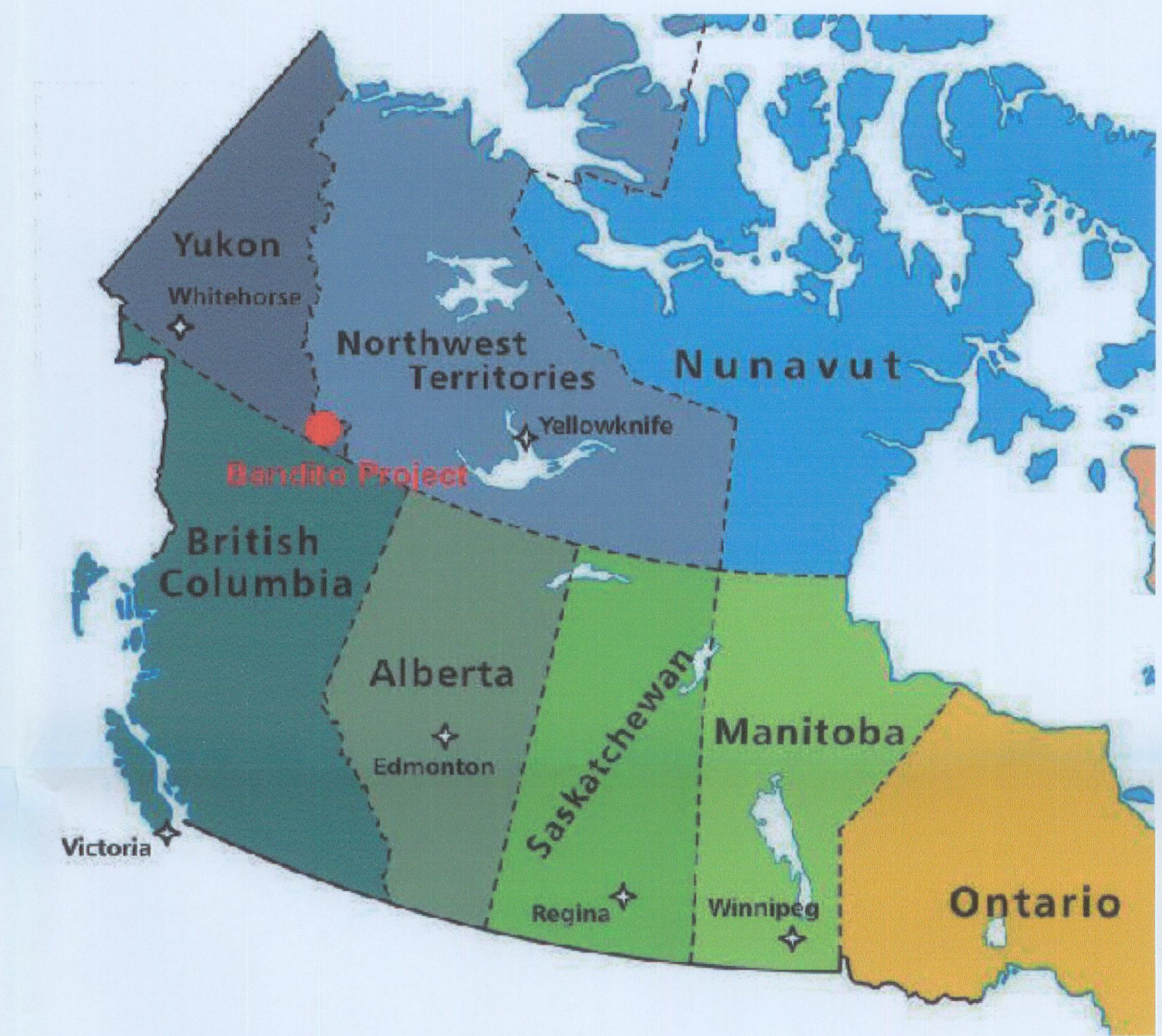 Yukon
Whitehorse
Northwest
Territories
Nunavut
Yellowknife
Bandito Project
British
Columbia
Alberta
Edmonton
Saskatchewan
Manitoba
Victoria
Regina
Winnipeg
Ontario